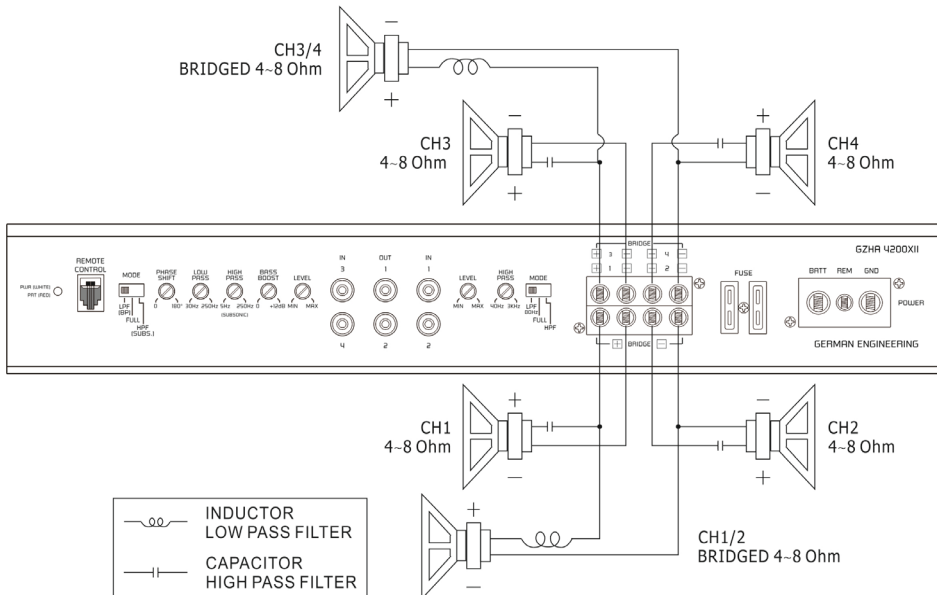 CH3/4
BRIDGED 4~8 Ohm
−
+
CH3
4~8 Ohm
−
+
+
−
CH4
4~8 Ohm
REMOTE
CONTROL
PWR (WHITE)
PRT (RED)
MODE
LPF
(BP)
FULL
HPF
(SUBS.)
PHASE
SHIFT
0 180°
LOW
PASS
30Hz 250Hz
HIGH
PASS
5Hz 250Hz
(SUBSONIC)
BASS
BOOST
0 +12dB
LEVEL
MIN MAX
IN OUT IN
3 1 1
4 2 2
LEVEL
MIN MAX
HIGH
PASS
40Hz 3KHz
MODE
LPF
80Hz
FULL
HPF
BRIDGE
+ 3 − + 4 −
+ 1 − + 2 −
+ BRIDGE −
FUSE
GZHA 4200XII
BATT REM GND
POWER
GERMAN ENGINEERING
CH1
4~8 Ohm
+
−
−
+
CH2
4~8 Ohm
+
−
CH1/2
BRIDGED 4~8 Ohm
INDUCTOR
LOW PASS FILTER
CAPACITOR
HIGH PASS FILTER